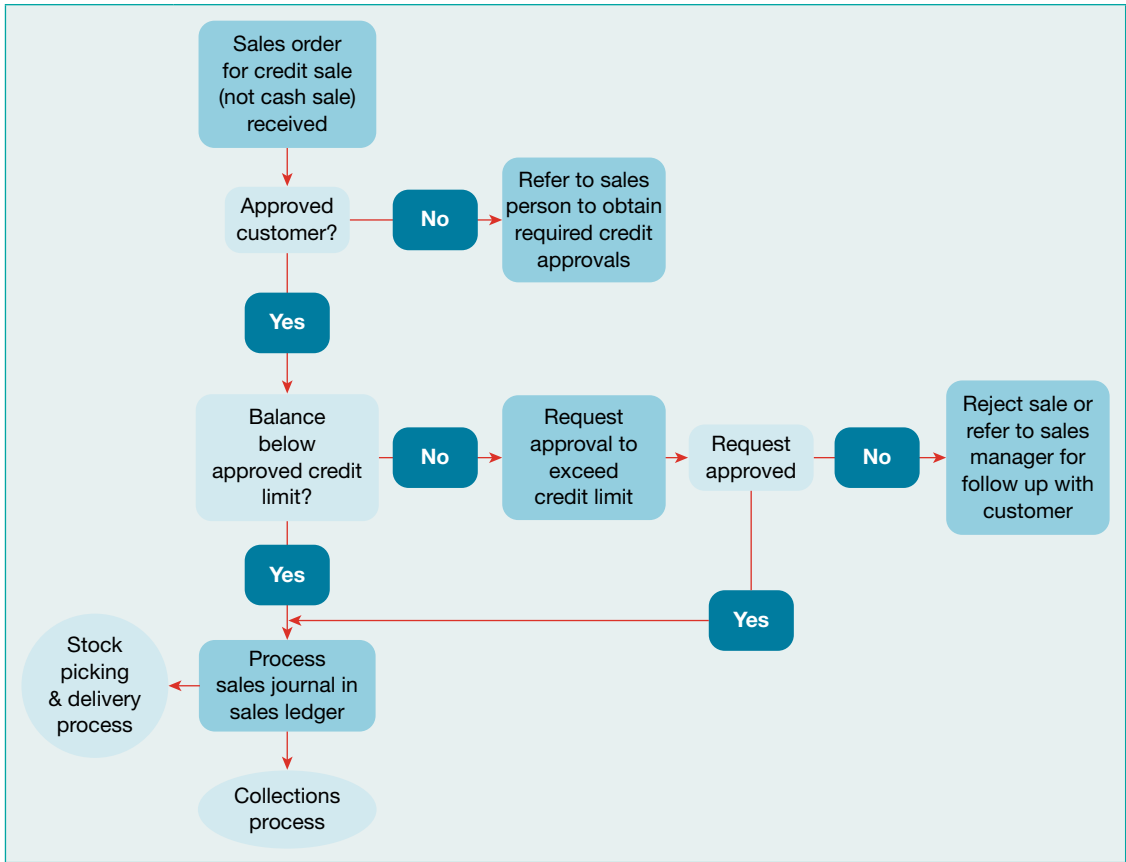 Sales order
for credit sale
(not cash sale)
received
Approved
customer?
No
Refer to sales
person to obtain
required credit
approvals
Yes
Balance
below
approved credit
limit?
No
Request
approval to
exceed
credit limit
Request
approved
No
Reject sale or
refer to sales
manager for
follow up with
customer
Yes
Yes
Stock
picking
& delivery
process
Process
sales journal in
sales ledger
Collections
process